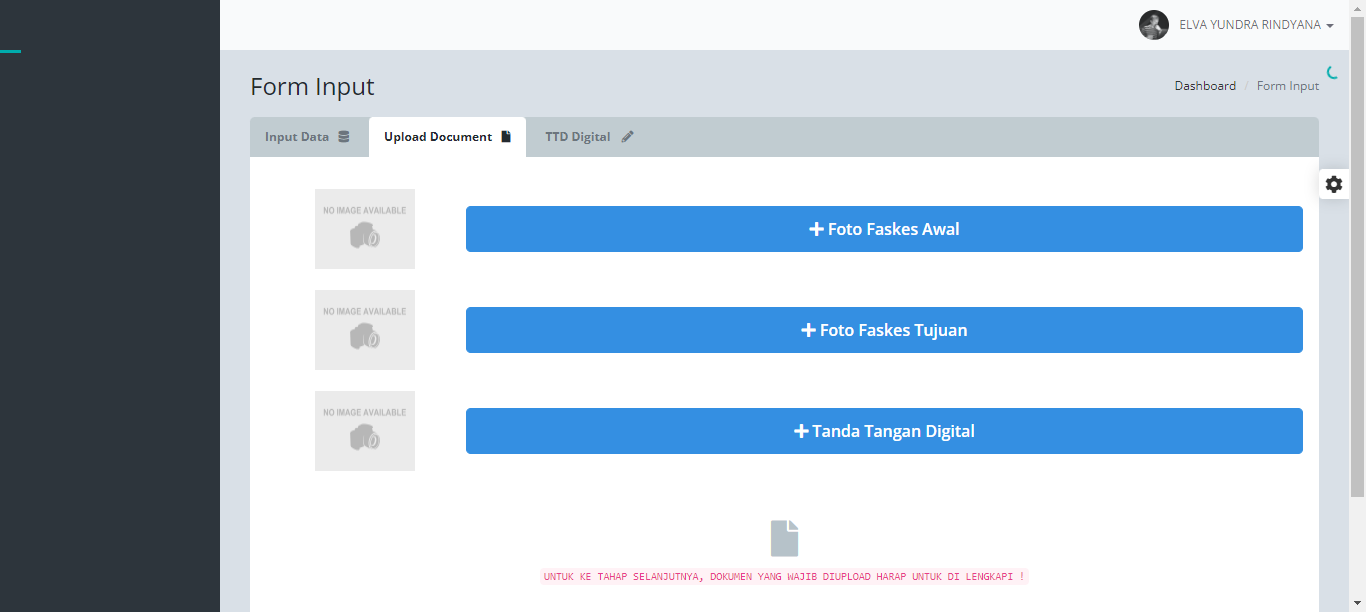 ELVA YUNDRA RINDYANA
Form Input
Dashboard / Form Input
Input Data
Upload Document
TTD Digital
NO IMAGE AVAILABLE
Foto Faskes Awal
NO IMAGE AVAILABLE
Foto Faskes Tujuan
NO IMAGE AVAILABLE
Tanda Tangan Digital
UNTUK KE TAHAP SELANJUTNYA, DOKUMEN YANG WAJIB DIUPLOAD HARAP UNTUK DI LENGKAPI !